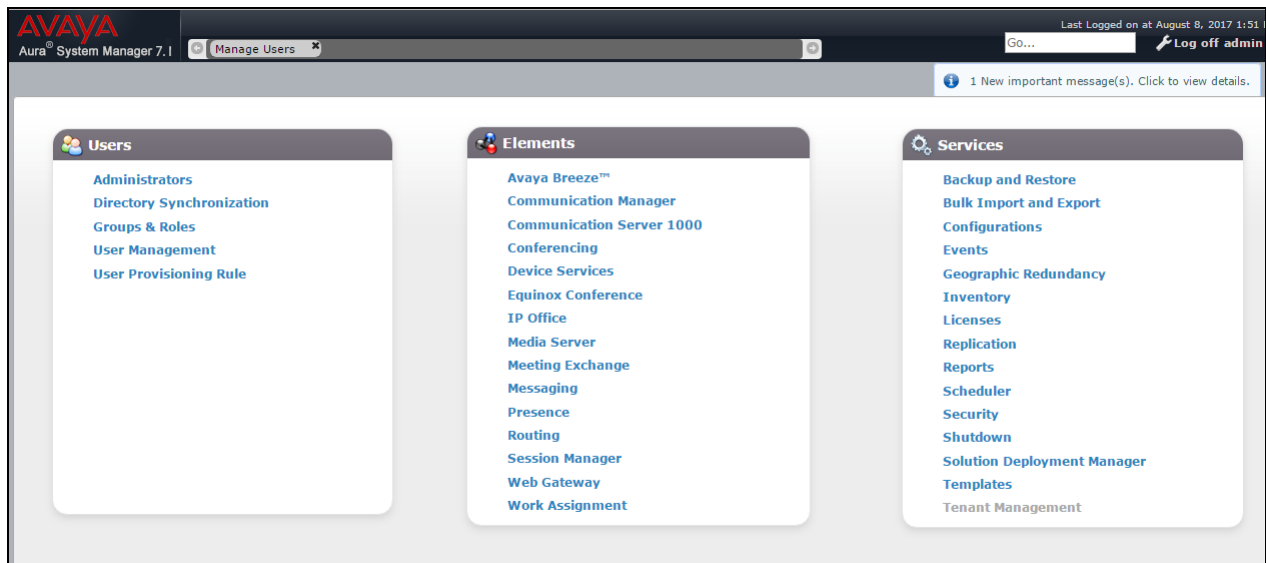 AVAYA
Last Logged on at August 8, 2017 1:51
Aura® System Manager 7.1
Manage Users ×
Go...
Log off admin
1 New important message(s). Click to view details.
Users
Administrators
Directory Synchronization
Groups & Roles
User Management
User Provisioning Rule
Elements
Avaya Breeze™
Communication Manager
Communication Server 1000
Conferencing
Device Services
Equinox Conference
IP Office
Media Server
Meeting Exchange
Messaging
Presence
Routing
Session Manager
Web Gateway
Work Assignment
Services
Backup and Restore
Bulk Import and Export
Configurations
Events
Geographic Redundancy
Inventory
Licenses
Replication
Reports
Scheduler
Security
Shutdown
Solution Deployment Manager
Templates
Tenant Management